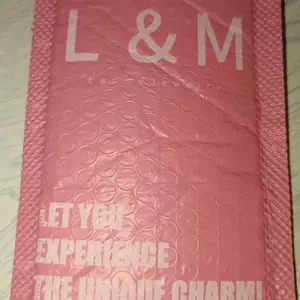 L & M
LET YOU
EXPERIENCE
THE UNIQUE CHARM!